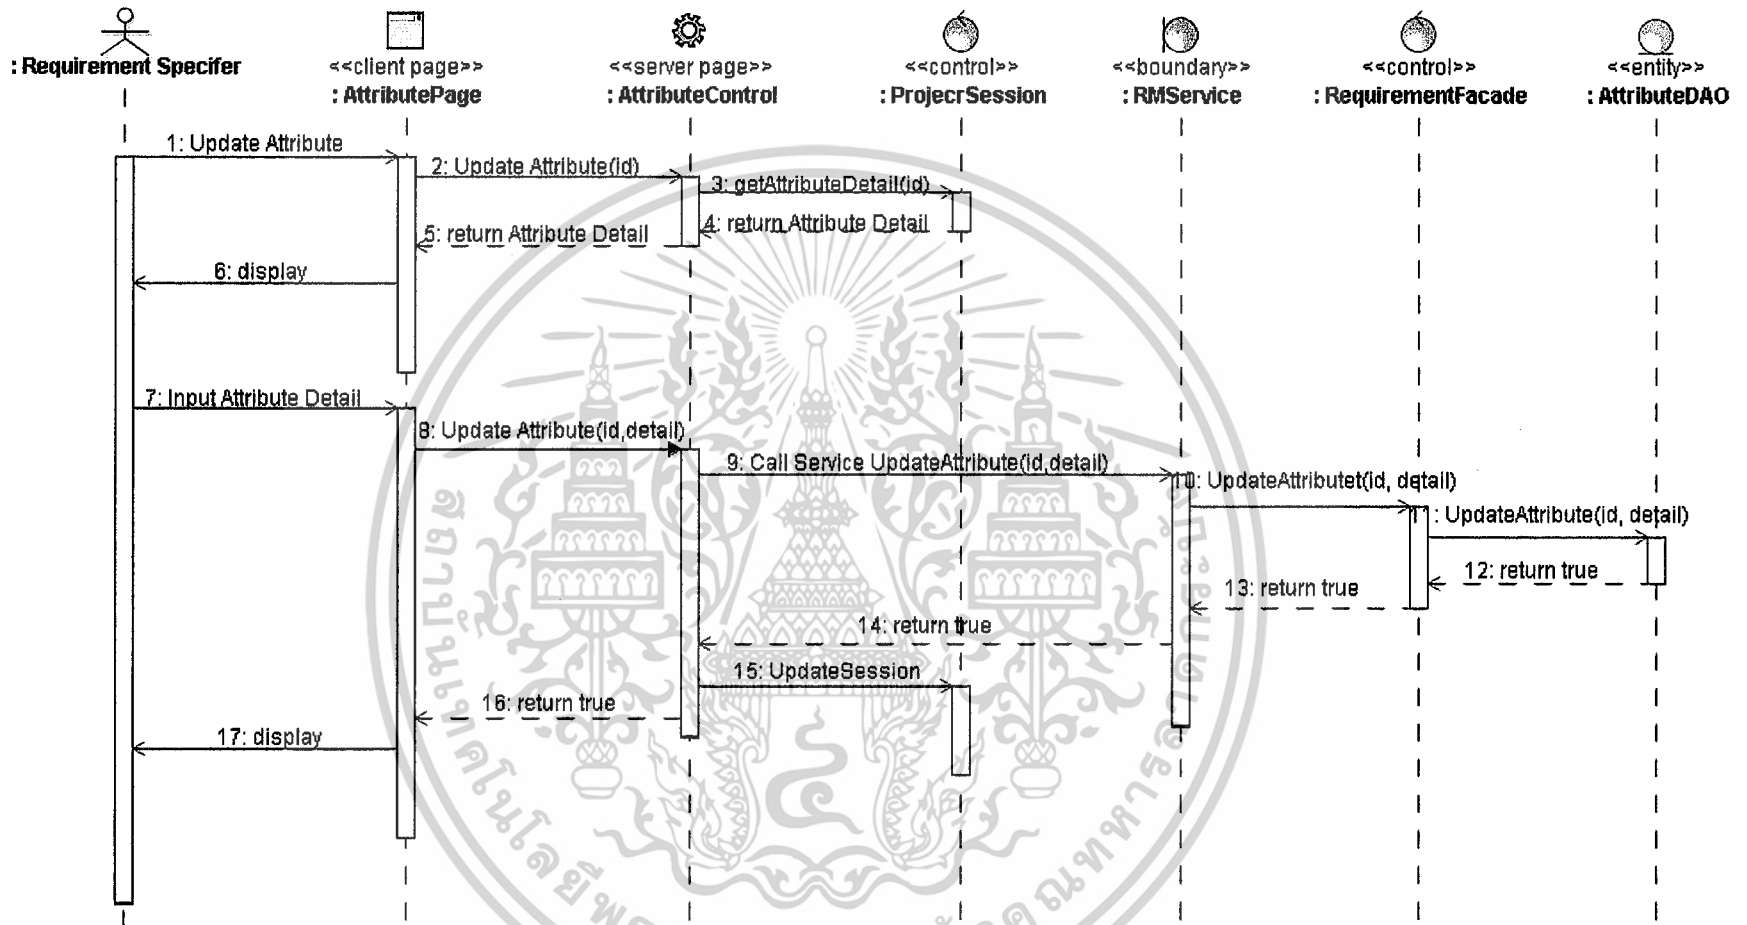 <<client page>>
<<server page>>
<<control>>
<<boundary>>
<<control>>
<<entity>>
: Requirement Specifer
: AttributePage
: AttributeControl
: ProjecrSession
: RMService
: RequirementFacade
: AttributeDAO
1: Update Attribute
2: Update Attribute(id)
3: getAttributeDetail(id)
4: return Attribute Detail
5: return Attribute Detail
6: display
7: Input Attribute Detail
8: Update Attribute(id,detail)
9: Call Service UpdateAttribute(id,detail)
10: UpdateAttributet(id, detail)
: UpdateAttribute(id, detail)
12: return true
13: return true
14: return true
15: UpdateSession
16: return true
17: display